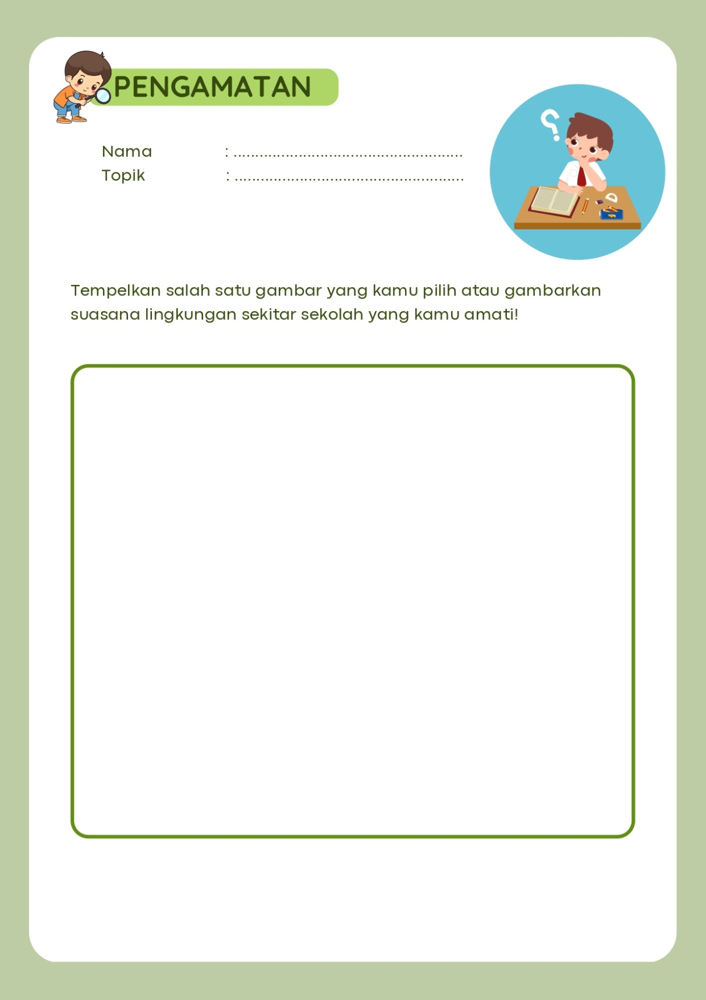 PENGAMATAN
Nama : .....................................................
Topik : .....................................................
?
Tempelkan salah satu gambar yang kamu pilih atau gambarkan
suasana lingkungan sekitar sekolah yang kamu amati!